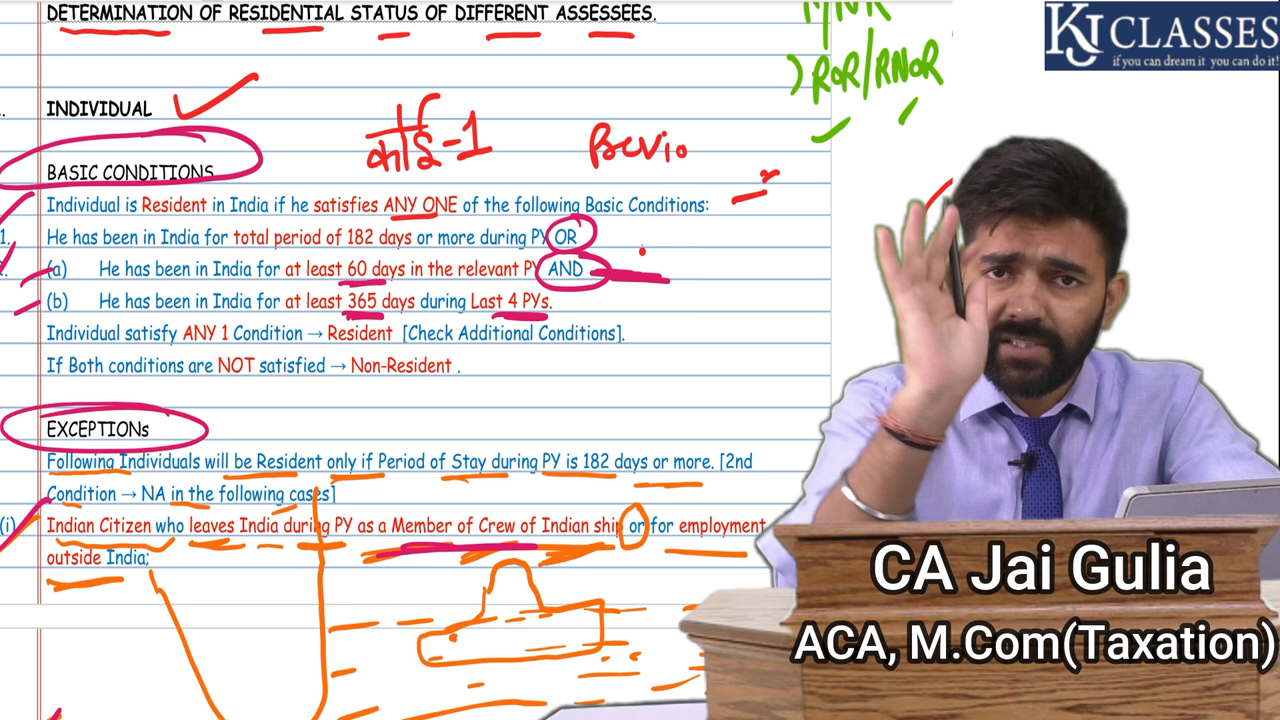 DETERMINATION OF RESIDENTIAL STATUS OF DIFFERENT ASSESSEES.
KJ CLASSES
if you can dream it you can do it!
ROR/RNOR
INDIVIDUAL
BASIC CONDITIONS
Individual is Resident in India if he satisfies ANY ONE of the following Basic Conditions:
1. He has been in India for total period of 182 days or more during PY OR
(a) He has been in India for at least 60 days in the relevant PY AND
(b) He has been in India for at least 365 days during Last 4 PYs.
Individual satisfy ANY 1 Condition → Resident [Check Additional Conditions].
If Both conditions are NOT satisfied → Non-Resident .
EXCEPTIONs
Following Individuals will be Resident only if Period of Stay during PY is 182 days or more. [2nd
Condition → NA in the following cases]
(i) Indian Citizen who leaves India during PY as a Member of Crew of Indian ship or for employment
outside India;
CA Jai Gulia
ACA, M.Com(Taxation)